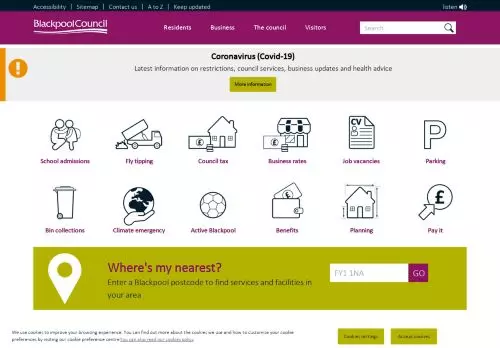 Accessibility | Sitemap | Contact us | A to Z | Keep updated listen
BlackpoolCouncil Residents Business The council Visitors Search
Coronavirus (Covid-19)
Latest information on restrictions, council services, business updates and health advice
More information
School admissions Fly tipping Council tax Business rates Job vacancies Parking
Bin collections Climate emergency Active Blackpool Benefits Planning Pay it
Where's my nearest?
Enter a Blackpool postcode to find services and facilities in
your area
FY1 1NA GO
We use cookies to improve your browsing experience. You can find out more about the cookies we use and how to customize your cookie
preferences by visiting our cookie preference centre You can also read our cookies policy.
Cookies settings Accept cookies